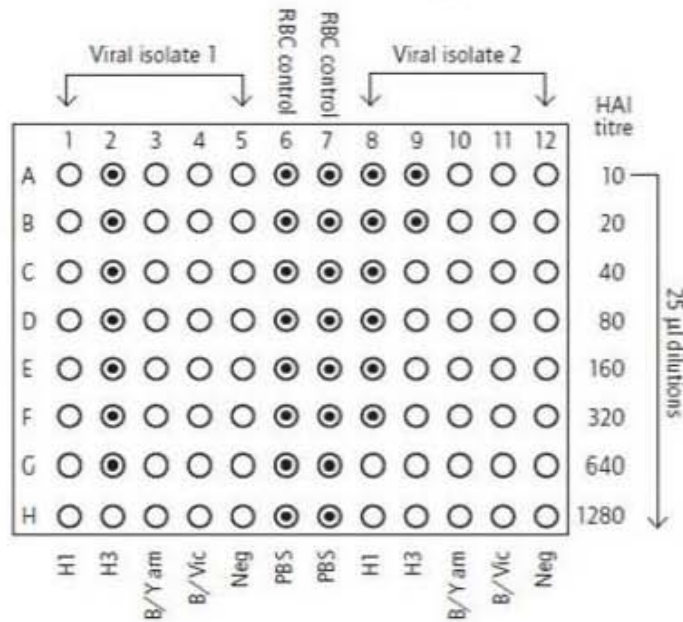 Viral isolate 1
RBC control
RBC control
Viral isolate 2
HAI titre
1 2 3 4 5 6 7 8 9 10 11 12
A 10
B 20
C 40
D 80
E 160
F 320
G 640
H 1280
25 µl dilutions
H1 H3 B/Yam B/Vic Neg PBS PBS H1 H3 B/Yam B/Vic Neg